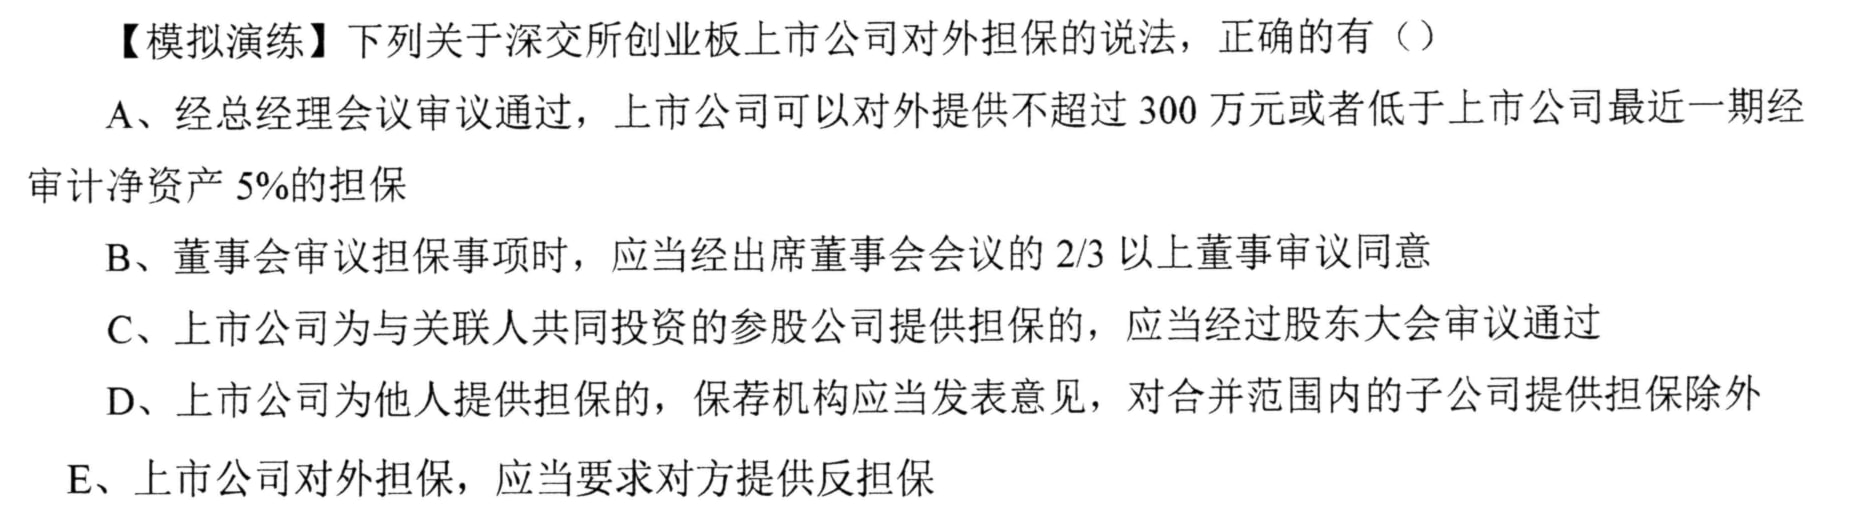 【模拟演练】下列关于深交所创业板上市公司对外担保的说法，正确的有（）
A、经总经理会议审议通过，上市公司可以对外提供不超过 300 万元或者低于上市公司最近一期经
审计净资产 5%的担保
B、董事会审议担保事项时，应当经出席董事会会议的 2/3 以上董事审议同意
C、上市公司为与关联人共同投资的参股公司提供担保的，应当经过股东大会审议通过
D、上市公司为他人提供担保的，保荐机构应当发表意见，对合并范围内的子公司提供担保除外
E、上市公司对外担保，应当要求对方提供反担保